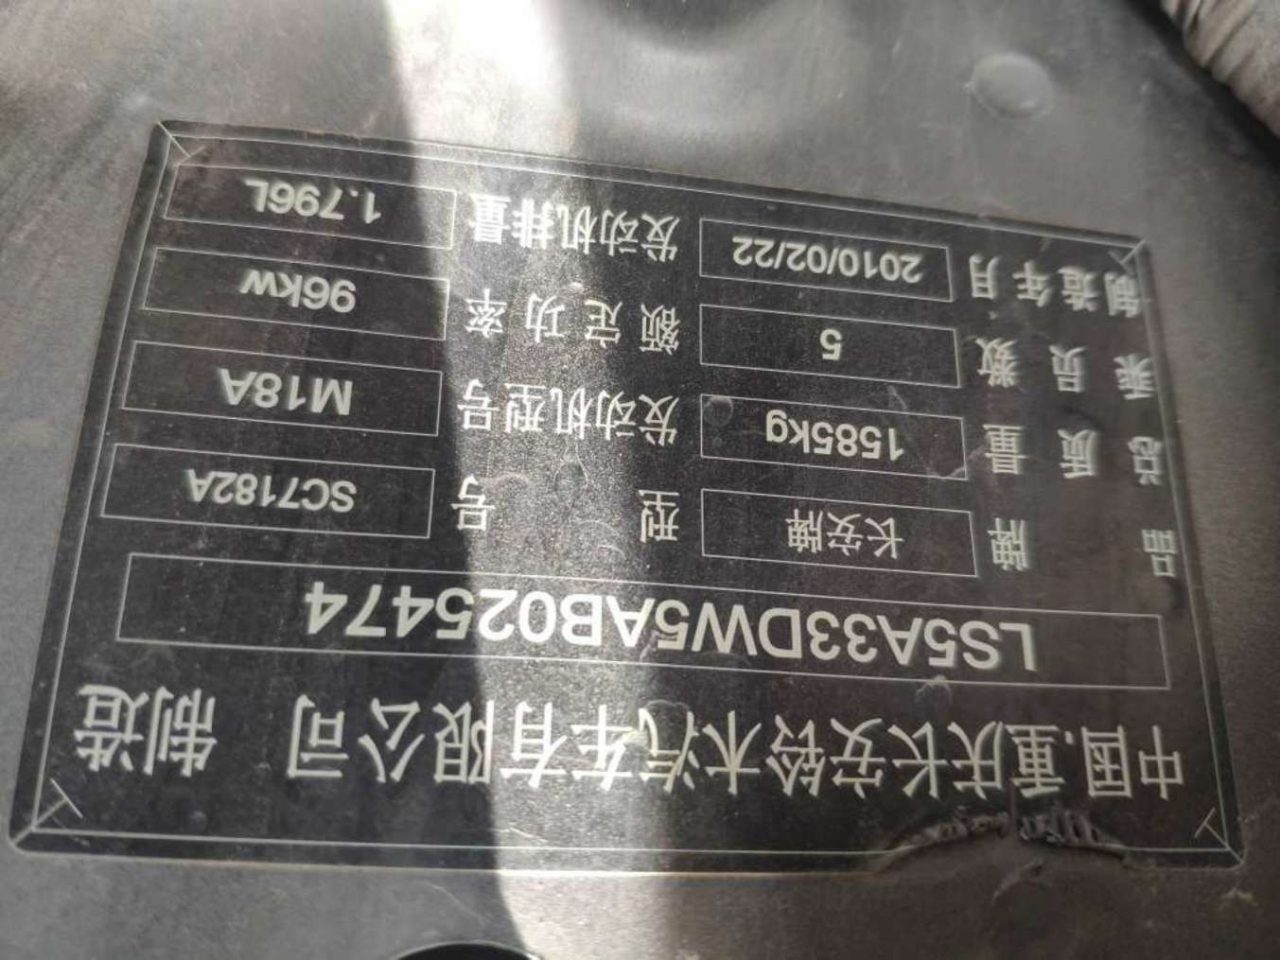 中国.重庆长安铃木汽车有限公司 制造
LS5A33DW5AB025474
品牌 长安牌 型号 SC7182A
总质量 1585kg 发动机型号 M18A
乘员数 5 额定功率 96kw
制造年月 2010/02/22 发动机排量 1.796L